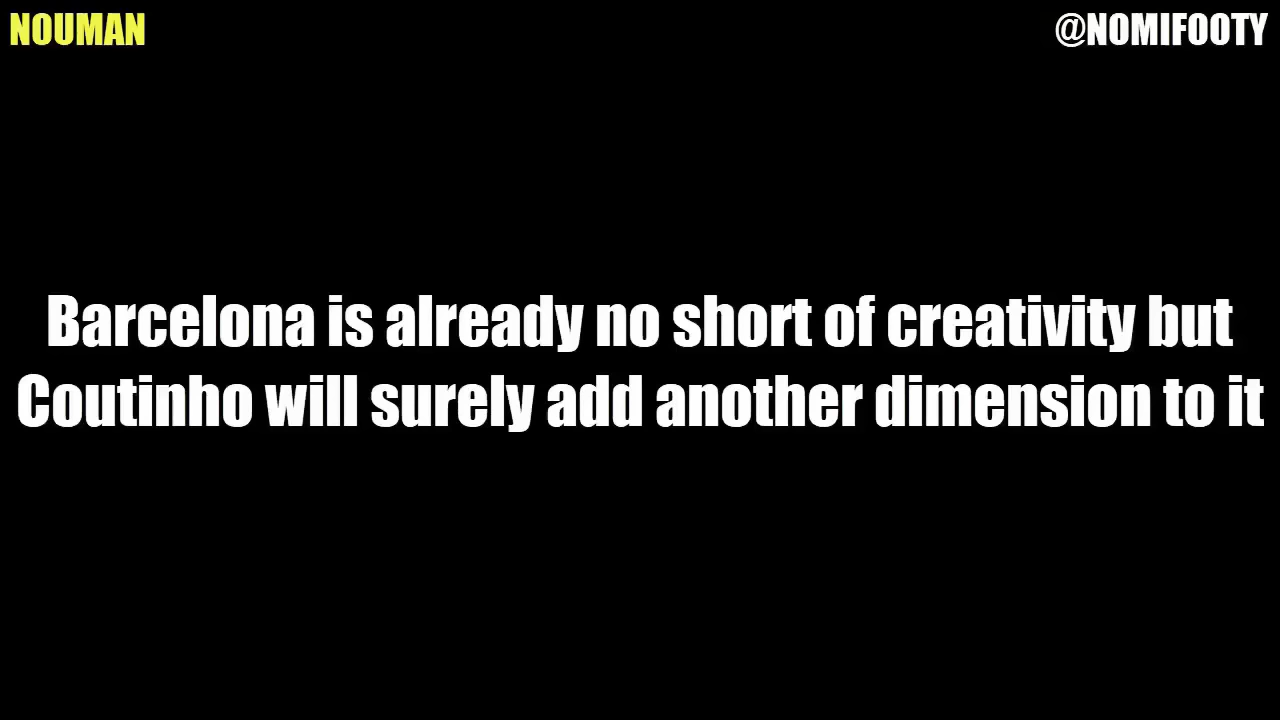 NOUMAN
@NOMIFOOTY
Barcelona is already no short of creativity but
Coutinho will surely add another dimension to it